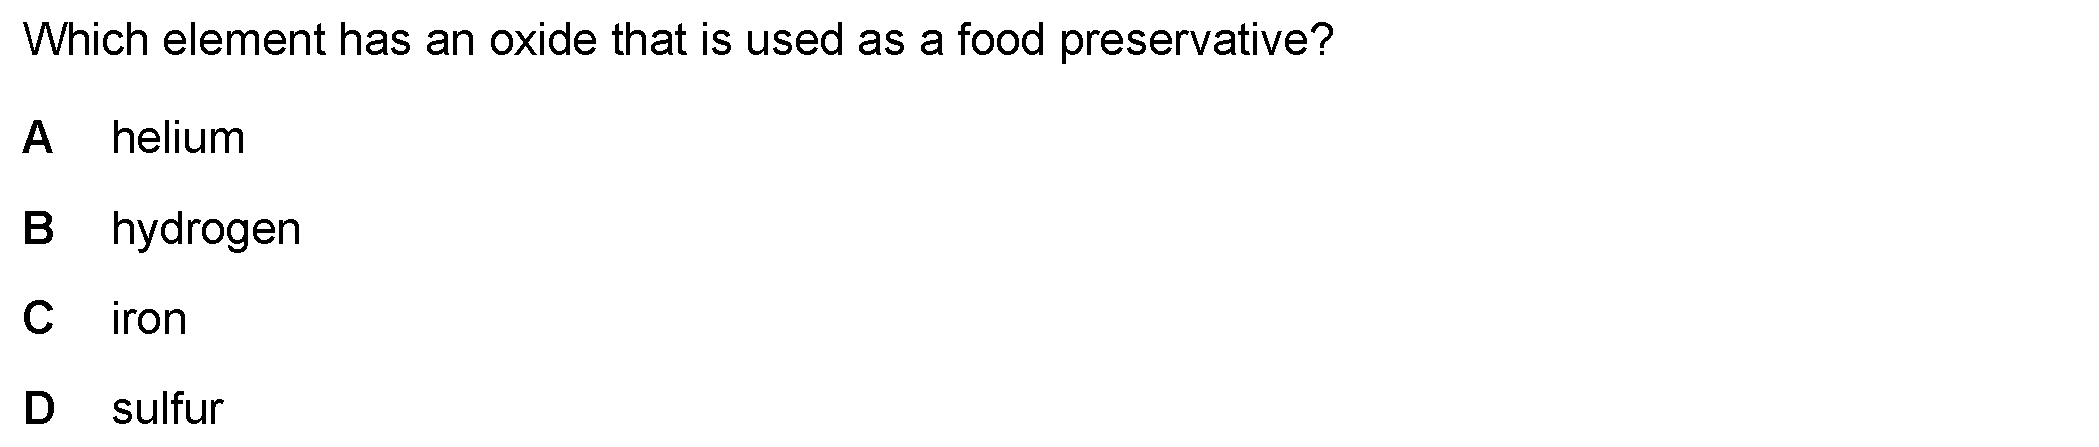 Which element has an oxide that is used as a food preservative?
A helium
B hydrogen
C iron
D sulfur